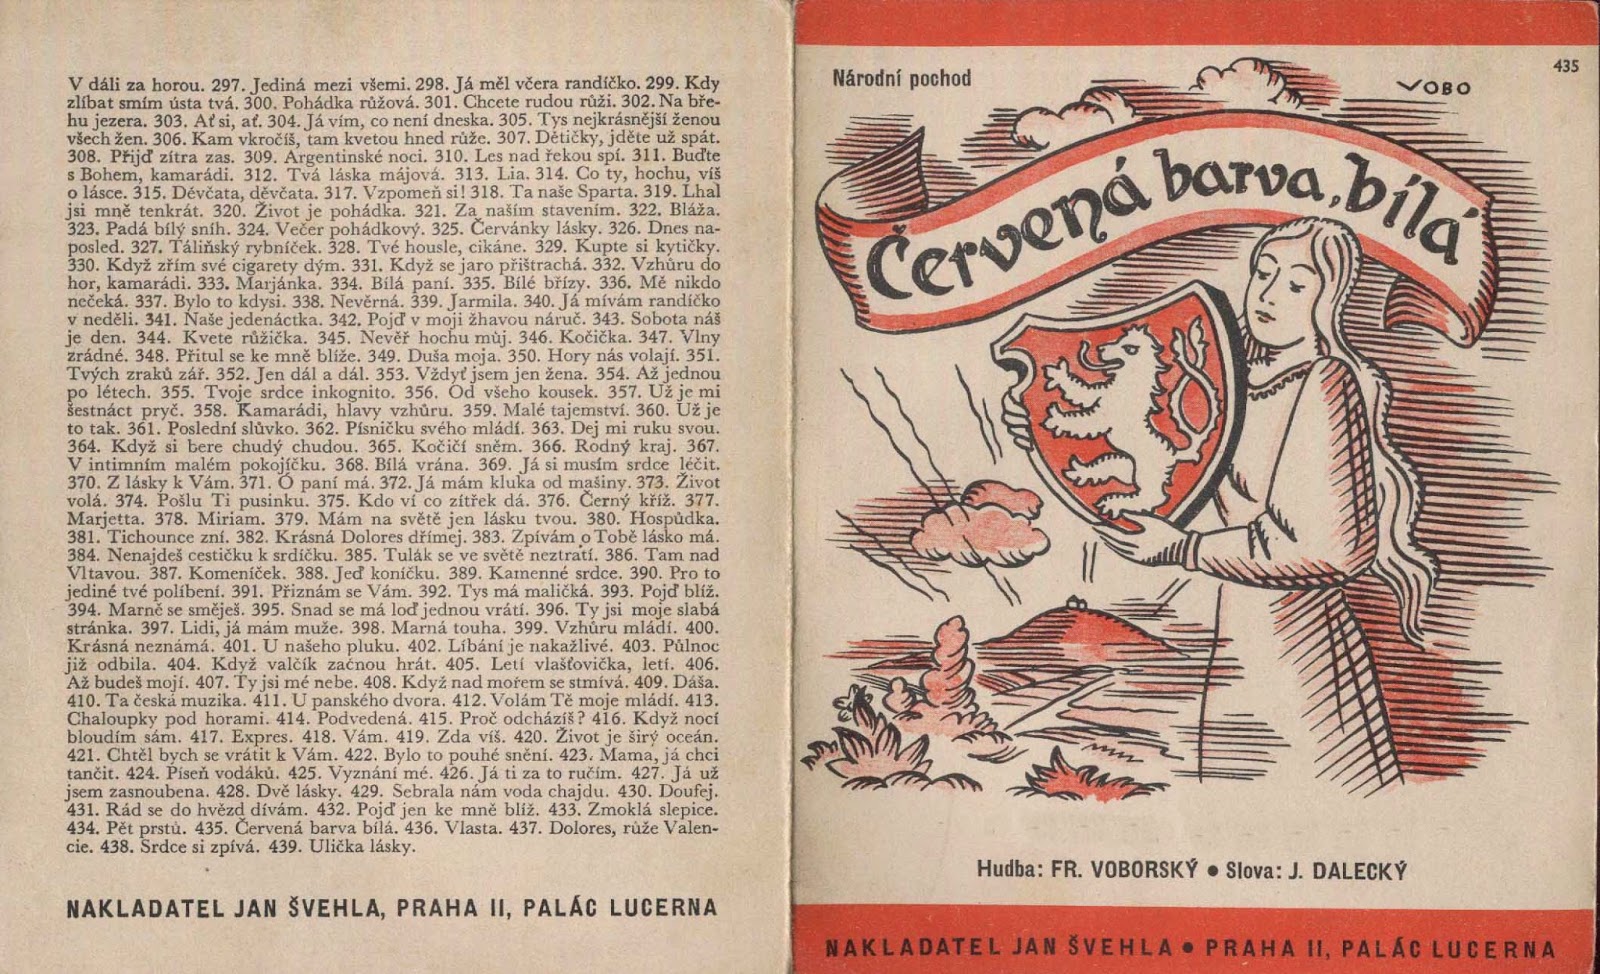 V dáli za horou. 297. Jediná mezi všemi. 298. Já měl včera randíčko. 299. Kdy
zlíbat smím ústa tvá. 300. Pohádka růžová. 301. Chcete rudou růži. 302. Na bře-
hu jezera. 303. Ať si, ať. 304. Já vím, co není dneska. 305. Tys nejkrásnější ženou
všech žen. 306. Kam vkročíš, tam kvetou hned růže. 307. Dětičky, jděte už spát.
308. Přijď zítra zas. 309. Argentinské noci. 310. Les nad řekou spí. 311. Buďte
s Bohem, kamarádi. 312. Tvá láska májová. 313. Lia. 314. Co ty, hochu, víš
o lásce. 315. Děvčata, děvčata. 317. Vzpomeň si! 318. Ta naše Sparta. 319. Lhal
jsi mně tenkrát. 320. Život je pohádka. 321. Za naším stavením. 322. Bláža.
323. Padá bílý sníh. 324. Večer pohádkový. 325. Červánky lásky. 326. Dnes na-
posled. 327. Táliňský rybníček. 328. Tvé housle, cikáne. 329. Kupte si kytičky.
330. Když zřím své cigarety dým. 331. Když se jaro přištrachá. 332. Vzhůru do
hor, kamarádi. 333. Marjánka. 334. Bílá paní. 335. Bílé břízy. 336. Mě nikdo
nečeká. 337. Bylo to kdysi. 338. Nevěrná. 339. Jarmila. 340. Já mívám randíčko
v neděli. 341. Naše jedenáctka. 342. Pojď v moji žhavou náruč. 343. Sobota náš
je den. 344. Kvete růžička. 345. Nevěř hochu můj. 346. Kočička. 347. Vlny
zrádné. 348. Přitul se ke mně blíže. 349. Duša moja. 350. Hory nás volají. 351.
Tvých zraků zář. 352. Jen dál a dál. 353. Vždyť jsem jen žena. 354. Až jednou
po létech. 355. Tvoje srdce inkognito. 356. Od všeho kousek. 357. Už je mi
šestnáct pryč. 358. Kamarádi, hlavy vzhůru. 359. Malé tajemství. 360. Už je
to tak. 361. Poslední slůvko. 362. Písničku svého mládí. 363. Dej mi ruku svou.
364. Když si bere chudý chudou. 365. Kočičí sněm. 366. Rodný kraj. 367.
V intimním malém pokojíčku. 368. Bílá vrána. 369. Já si musím srdce léčit.
370. Z lásky k Vám. 371. Ó paní má. 372. Já mám kluka od mašiny. 373. Život
volá. 374. Pošlu Ti pusinku. 375. Kdo ví co zítřek dá. 376. Černý kříž. 377.
Marjetta. 378. Miriam. 379. Mám na světě jen lásku tvou. 380. Hospůdka.
381. Tichounce zní. 382. Krásná Dolores dřímej. 383. Zpívám o Tobě lásko má.
384. Nenajdeš cestičku k srdíčku. 385. Tulák se ve světě neztratí. 386. Tam nad
Vltavou. 387. Komeníček. 388. Jeď koníčku. 389. Kamenné srdce. 390. Pro to
jediné tvé políbení. 391. Přiznám se Vám. 392. Tys má maličká. 393. Pojď blíž.
394. Marně se směješ. 395. Snad se má loď jednou vrátí. 396. Ty jsi moje slabá
stránka. 397. Lidi, já mám muže. 398. Marná touha. 399. Vzhůru mládí. 400.
Krásná neznámá. 401. U našeho pluku. 402. Líbání je nakažlivé. 403. Půlnoc
již odbila. 404. Když valčík začnou hrát. 405. Letí vlašťovička, letí. 406.
Až budeš mojí. 407. Ty jsi mé nebe. 408. Když nad mořem se stmívá. 409. Dáša.
410. Ta česká muzika. 411. U panského dvora. 412. Volám Tě moje mládí. 413.
Chaloupky pod horami. 414. Podvedená. 415. Proč odcházíš? 416. Když nocí
bloudím sám. 417. Expres. 418. Vám. 419. Zda víš. 420. Život je širý oceán.
421. Chtěl bych se vrátit k Vám. 422. Bylo to pouhé snění. 423. Mama, já chci
tančit. 424. Píseň vodáků. 425. Vyznání mé. 426. Já ti za to ručím. 427. Já už
jsem zasnoubena. 428. Dvě lásky. 429. Sebrala nám voda chajdu. 430. Doufej.
431. Rád se do hvězd dívám. 432. Pojď jen ke mně blíž. 433. Zmoklá slepice.
434. Pět prstů. 435. Červená barva bílá. 436. Vlasta. 437. Dolores, růže Valen-
cie. 438. Srdce si zpívá. 439. Ulička lásky.
NAKLADATEL JAN ŠVEHLA, PRAHA II, PALÁC LUCERNA
435
Národní pochod
VOBO
Červená barva, bílá
Hudba: FR. VOBORSKÝ • Slova: J. DALECKÝ
NAKLADATEL JAN ŠVEHLA • PRAHA II, PALÁC LUCERNA